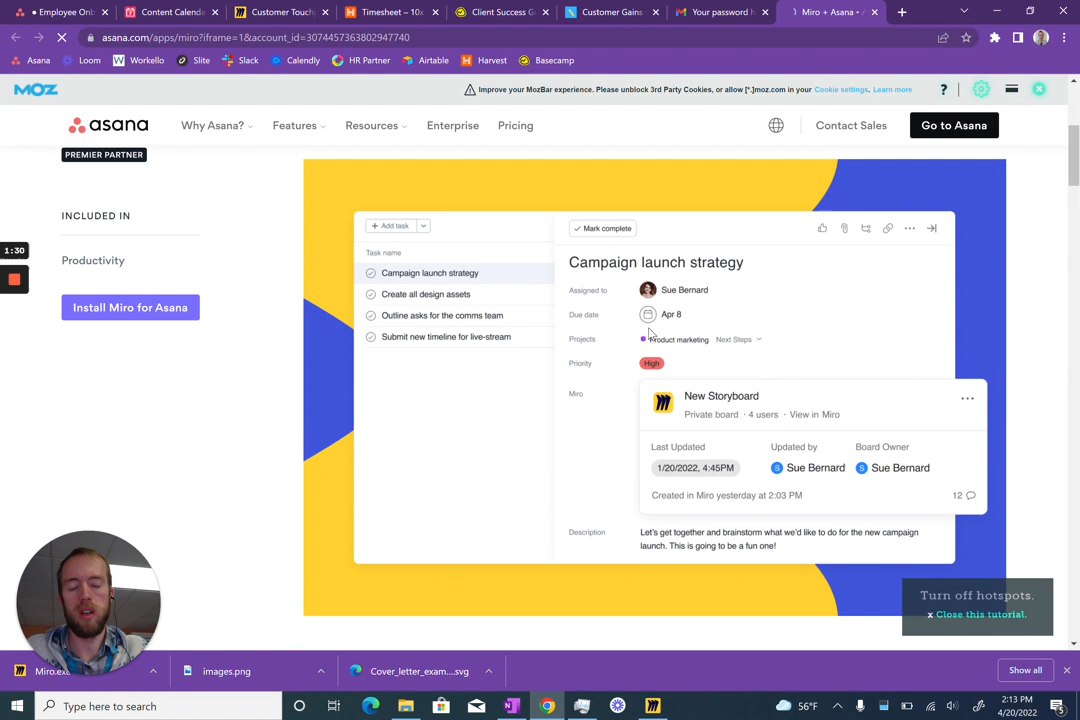 Employee Onb
Content Calenda
Customer Touchp
Timesheet – 10x
Client Success G
Customer Gains
Your password h
Miro + Asana • /
asana.com/apps/miro?iframe=1&account_id=3074457363802947740
Asana
Loom
Workello
Slite
Slack
Calendly
HR Partner
Airtable
Harvest
Basecamp
MOZ
Improve your MozBar experience. Please unblock 3rd Party Cookies, or allow [*.]moz.com in your Cookie settings. Learn more
?
asana
Why Asana?
Features
Resources
Enterprise
Pricing
Contact Sales
Go to Asana
PREMIER PARTNER
INCLUDED IN
Productivity
Install Miro for Asana
1:30
+ Add task
Task name
Campaign launch strategy
Create all design assets
Outline asks for the comms team
Submit new timeline for live-stream
Mark complete
Campaign launch strategy
Assigned to
Sue Bernard
Due date
Apr 8
Projects
Product marketing
Next Steps
Priority
High
Miro
New Storyboard
Private board · 4 users · View in Miro
Last Updated
Updated by
Board Owner
1/20/2022, 4:45PM
S Sue Bernard
S Sue Bernard
Created in Miro yesterday at 2:03 PM
12
Description
Let's get together and brainstorm what we'd like to do for the new campaign
launch. This is going to be a fun one!
Turn off hotspots.
x Close this tutorial.
Miro.ex
images.png
Cover_letter_exam....svg
Show all
Type here to search
56°F
2:13 PM
4/20/2022
5